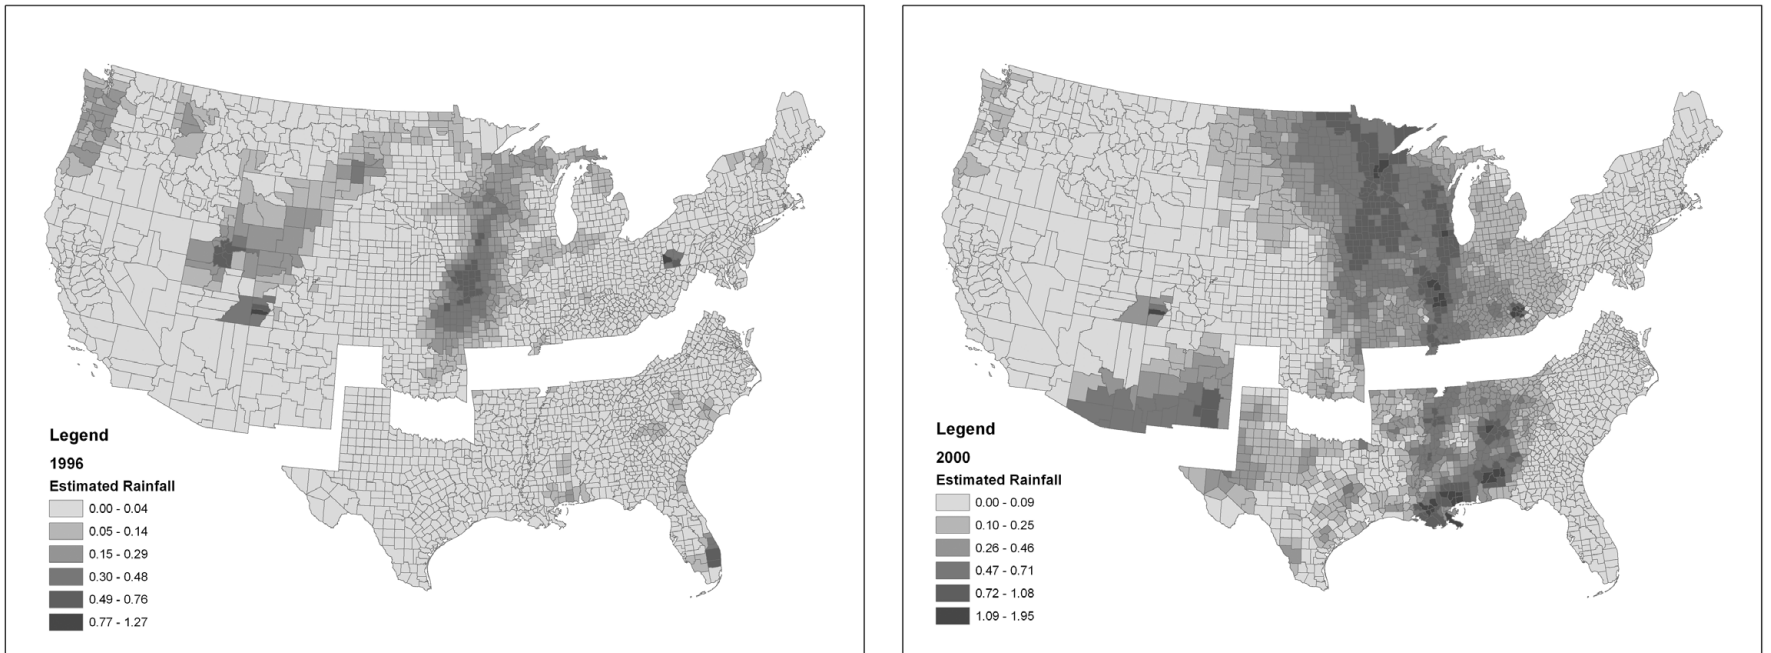 Legend
1996
Estimated Rainfall
0.00 - 0.04
0.05 - 0.14
0.15 - 0.29
0.30 - 0.48
0.49 - 0.76
0.77 - 1.27
Legend
2000
Estimated Rainfall
0.00 - 0.09
0.10 - 0.25
0.26 - 0.46
0.47 - 0.71
0.72 - 1.08
1.09 - 1.95